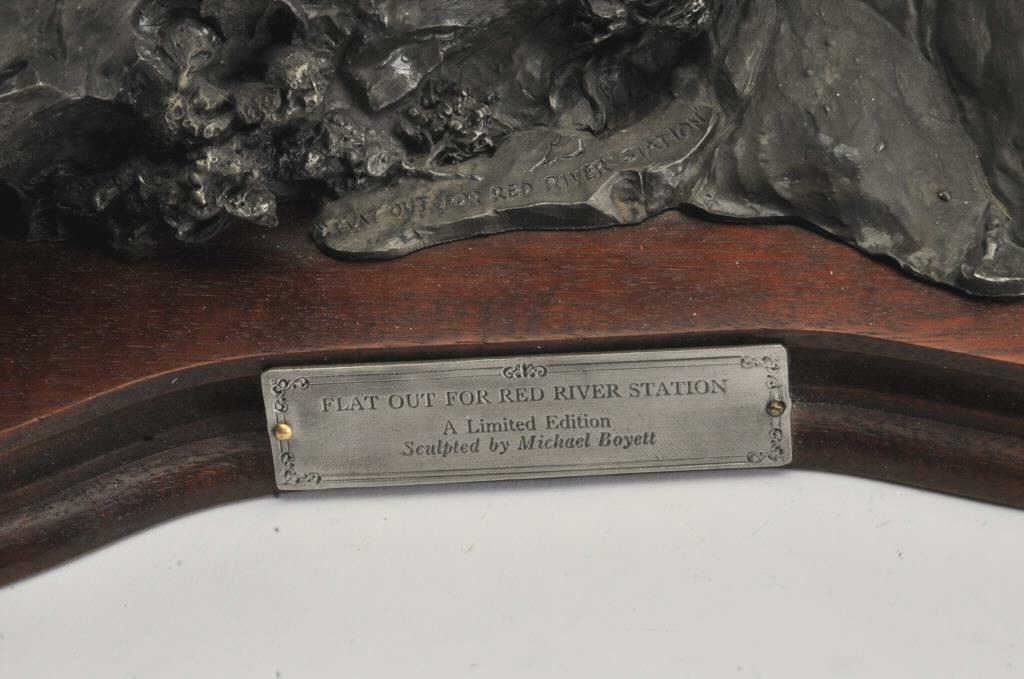 FLAT OUT FOR RED RIVER STATION
FLAT OUT FOR RED RIVER STATION
A Limited Edition
Sculpted by Michael Boyett